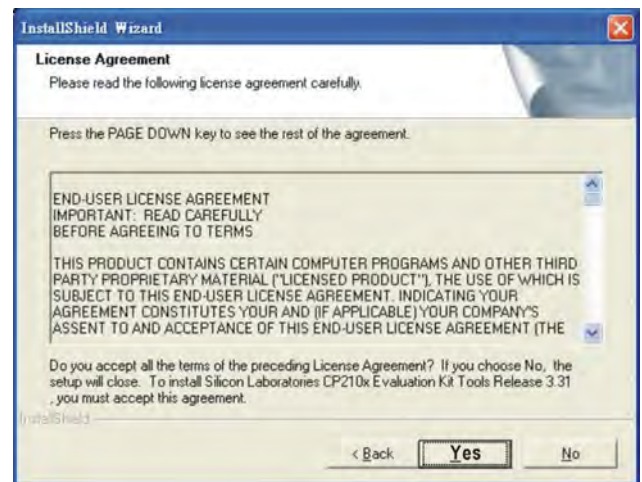 InstallShield Wizard
License Agreement
Please read the following license agreement carefully.
Press the PAGE DOWN key to see the rest of the agreement.
END-USER LICENSE AGREEMENT
IMPORTANT: READ CAREFULLY
BEFORE AGREEING TO TERMS
THIS PRODUCT CONTAINS CERTAIN COMPUTER PROGRAMS AND OTHER THIRD
PARTY PROPRIETARY MATERIAL ("LICENSED PRODUCT"), THE USE OF WHICH IS
SUBJECT TO THIS END-USER LICENSE AGREEMENT. INDICATING YOUR
AGREEMENT CONSTITUTES YOUR AND (IF APPLICABLE) YOUR COMPANY'S
ASSENT TO AND ACCEPTANCE OF THIS END-USER LICENSE AGREEMENT (THE
Do you accept all the terms of the preceding License Agreement? If you choose No, the
setup will close. To install Silicon Laboratories CP210x Evaluation Kit Tools Release 3.31
, you must accept this agreement.
InstallShield
< Back Yes No